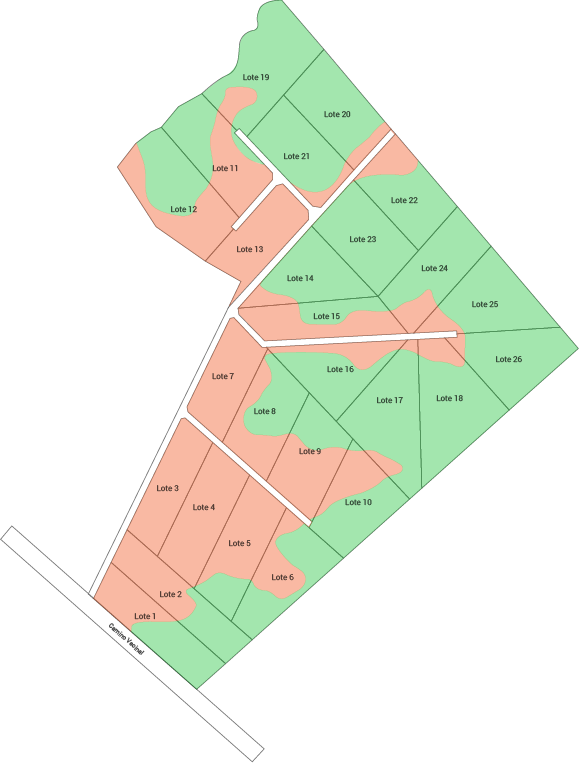 Lote 19
Lote 20
Lote 21
Lote 11
Lote 12
Lote 22
Lote 23
Lote 13
Lote 24
Lote 14
Lote 25
Lote 15
Lote 26
Lote 16
Lote 7
Lote 18
Lote 17
Lote 8
Lote 9
Lote 3
Lote 10
Lote 4
Lote 5
Lote 6
Lote 2
Lote 1
Camino Vecinal